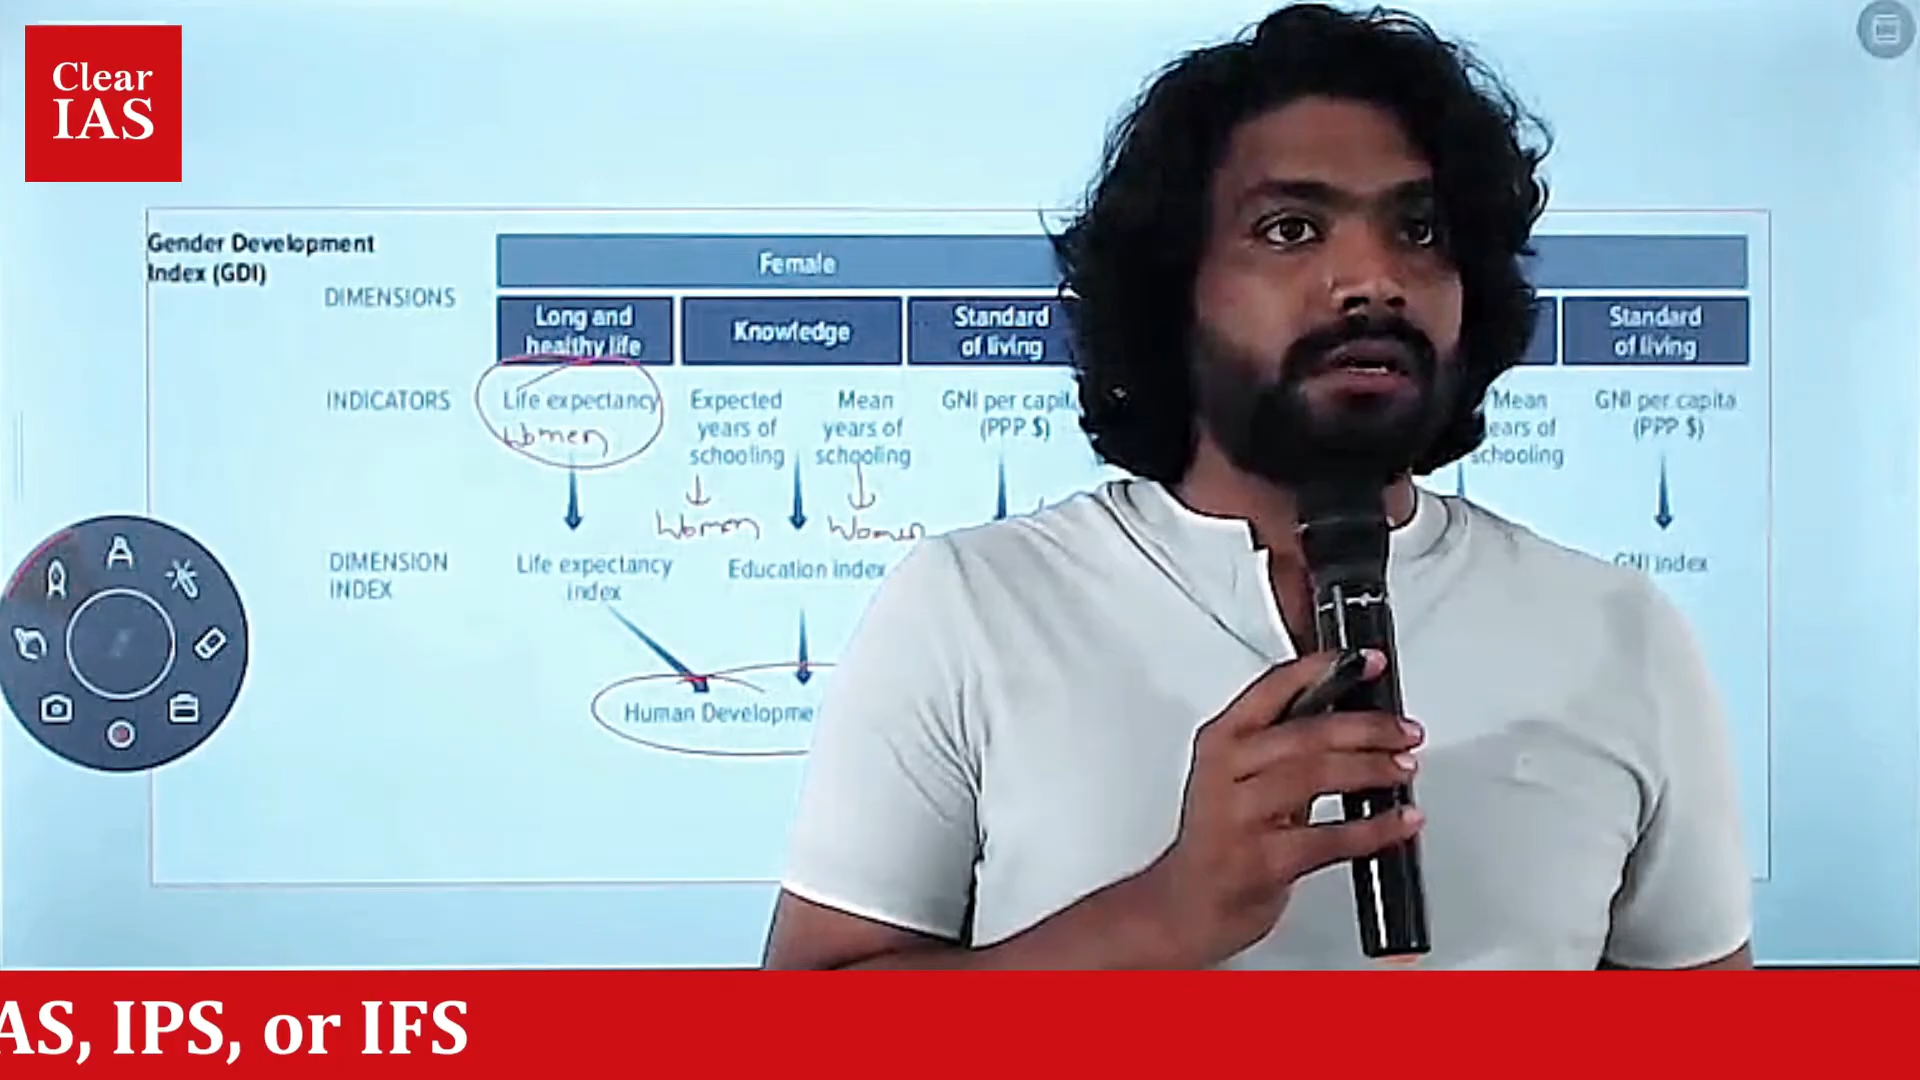 Clear
IAS
Gender Development
Index (GDI)
Female
DIMENSIONS
Long and
healthy life
Knowledge
Standard
of living
Standard
of living
INDICATORS
Life expectancy
Women
Expected
years of
schooling
Mean
years of
schooling
GNI per
(PPP $)
Mean
of
schooling
GNI per capita
(PPP $)
Women
Women
DIMENSION
INDEX
Life expectancy
index
Education index
GNI index
Human
AS, IPS, or IFS